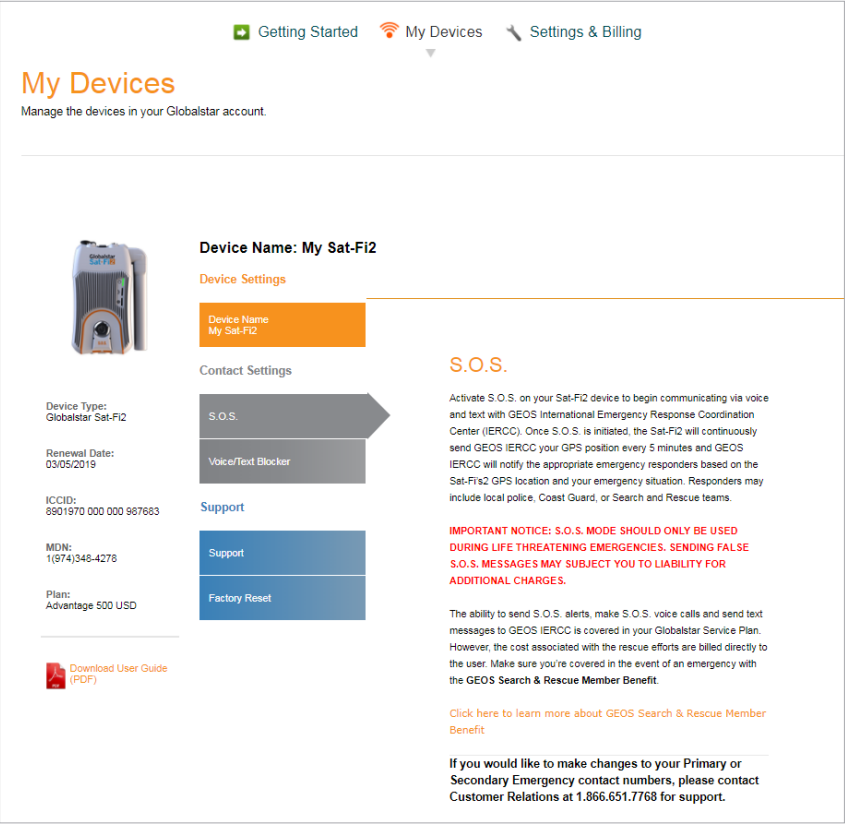 Getting Started
My Devices
Settings & Billing
My Devices
Manage the devices in your Globalstar account.
Globalstar
Sat-Fi2
Device Type:
Globalstar Sat-Fi2
Renewal Date:
03/05/2019
ICCID:
8901970 000 000 987683
MDN:
1(974)348-4278
Plan:
Advantage 500 USD
Download User Guide
(PDF)
Device Name: My Sat-Fi2
Device Settings
Device Name
My Sat-Fi2
Contact Settings
S.O.S.
Voice/Text Blocker
Support
Support
Factory Reset
S.O.S.
Activate S.O.S. on your Sat-Fi2 device to begin communicating via voice
and text with GEOS International Emergency Response Coordination
Center (IERCC). Once S.O.S. is initiated, the Sat-Fi2 will continuously
send GEOS IERCC your GPS position every 5 minutes and GEOS
IERCC will notify the appropriate emergency responders based on the
Sat-Fi's2 GPS location and your emergency situation. Responders may
include local police, Coast Guard, or Search and Rescue teams.
IMPORTANT NOTICE: S.O.S. MODE SHOULD ONLY BE USED
DURING LIFE THREATENING EMERGENCIES. SENDING FALSE
S.O.S. MESSAGES MAY SUBJECT YOU TO LIABILITY FOR
ADDITIONAL CHARGES.
The ability to send S.O.S. alerts, make S.O.S. voice calls and send text
messages to GEOS IERCC is covered in your Globalstar Service Plan.
However, the cost associated with the rescue efforts are billed directly to
the user. Make sure you're covered in the event of an emergency with
the GEOS Search & Rescue Member Benefit.
Click here to learn more about GEOS Search & Rescue Member
Benefit
If you would like to make changes to your Primary or
Secondary Emergency contact numbers, please contact
Customer Relations at 1.866.651.7768 for support.